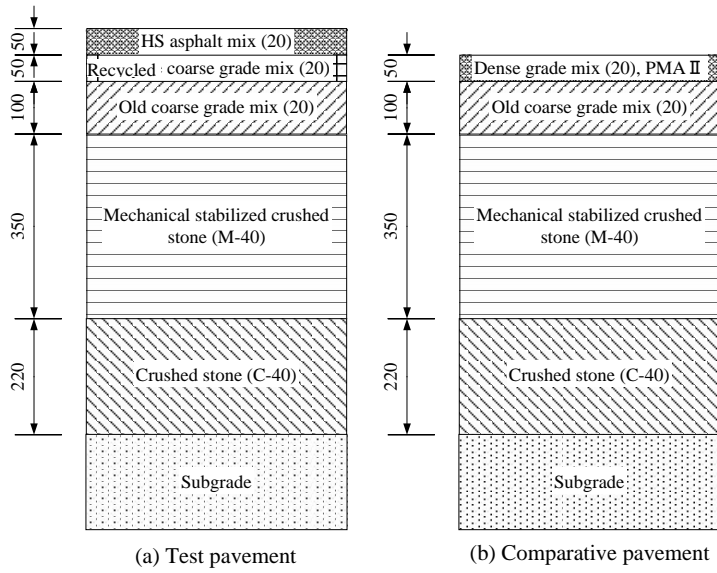 50
HS asphalt mix (20)
50
Recycled coarse grade mix (20)
100
Old coarse grade mix (20)
350
Mechanical stabilized crushed
stone (M-40)
220
Crushed stone (C-40)
Subgrade
(a) Test pavement
50
Dense grade mix (20), PMA Ⅱ
100
Old coarse grade mix (20)
350
Mechanical stabilized crushed
stone (M-40)
220
Crushed stone (C-40)
Subgrade
(b) Comparative pavement